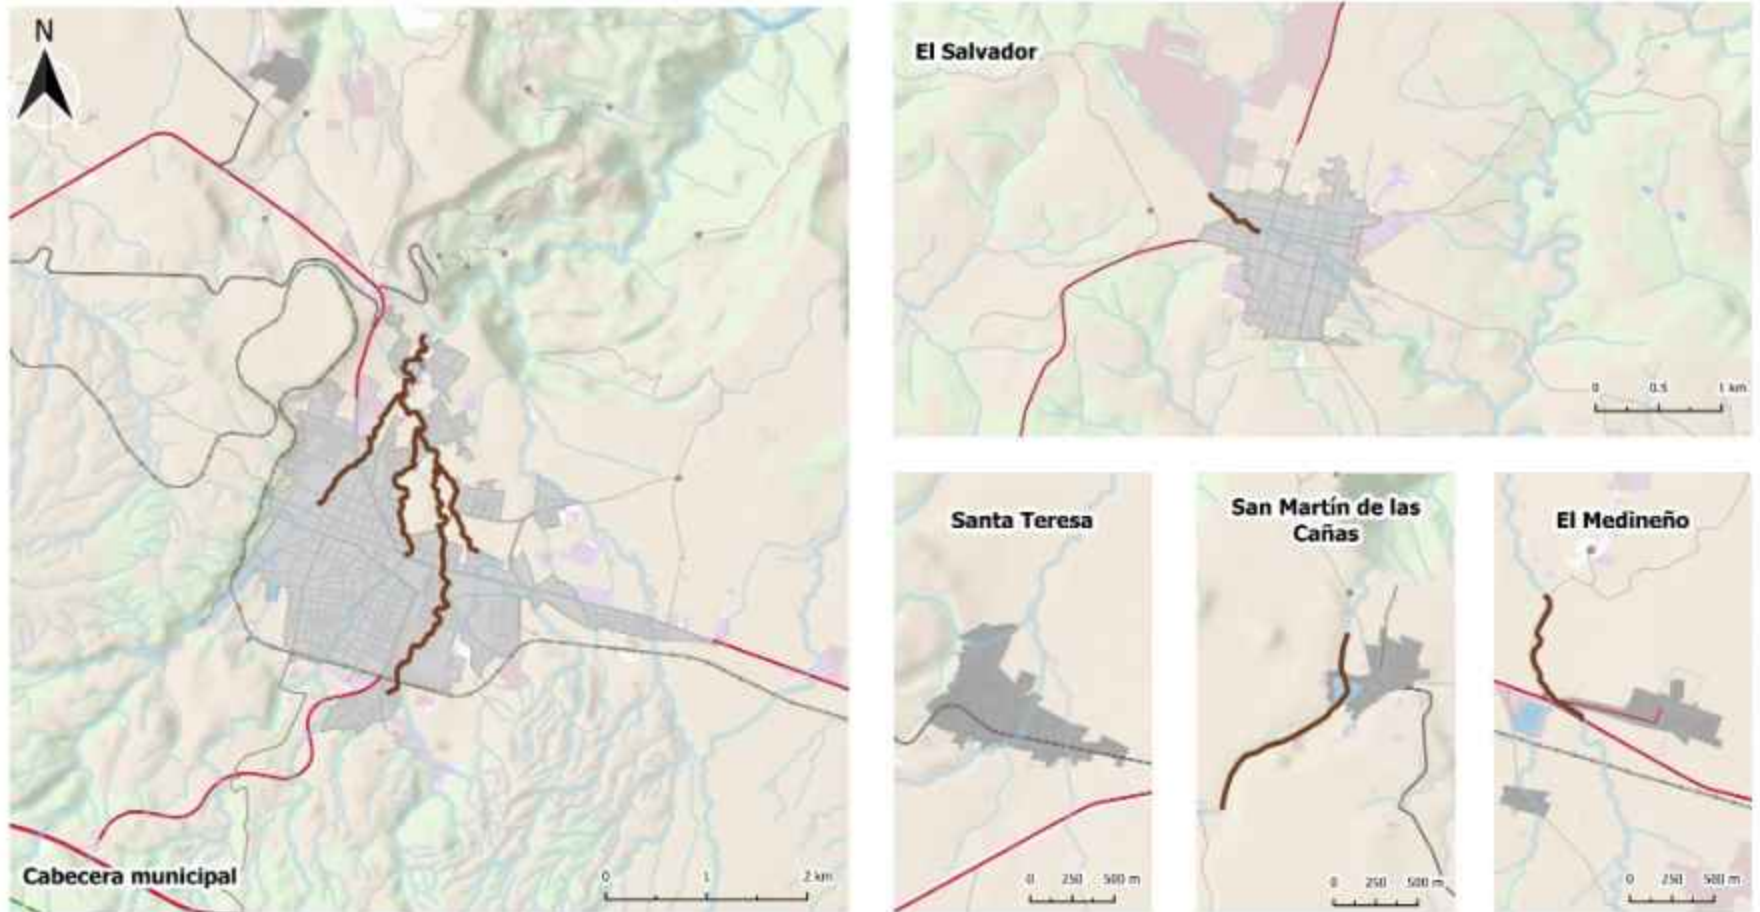 N
Cabecera municipal
0 1 2 km
El Salvador
0 0.5 1 km
Santa Teresa
0 250 500 m
San Martín de las
Cañas
0 250 500 m
El Medineño
0 250 500 m